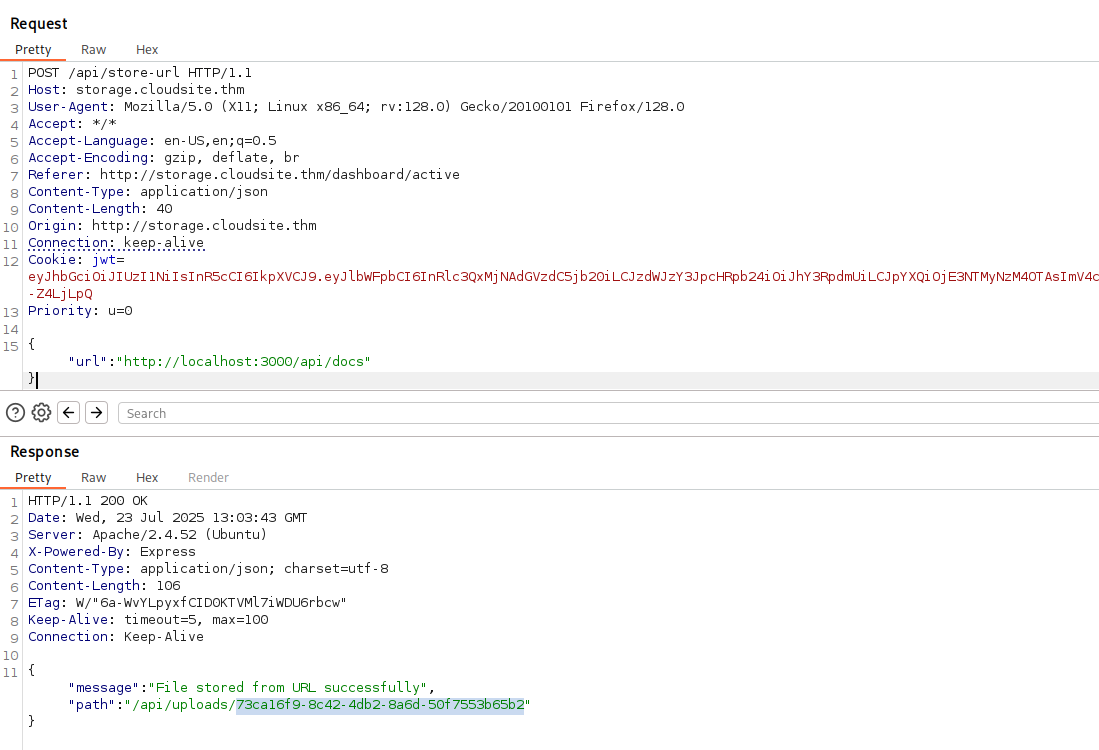 Request
Pretty Raw Hex
1 POST /api/store-url HTTP/1.1
2 Host: storage.cloudsite.thm
3 User-Agent: Mozilla/5.0 (X11; Linux x86_64; rv:128.0) Gecko/20100101 Firefox/128.0
4 Accept: */*
5 Accept-Language: en-US,en;q=0.5
6 Accept-Encoding: gzip, deflate, br
7 Referer: http://storage.cloudsite.thm/dashboard/active
8 Content-Type: application/json
9 Content-Length: 40
10 Origin: http://storage.cloudsite.thm
11 Connection: keep-alive
12 Cookie: jwt=
eyJhbGciOiJIUzI1NiIsInR5cCI6IkpXVCJ9.eyJlbWFpbCI6InRlc3QxMjNAdGVzdC5jb20iLCJzdWJzY3JpcHRpb24iOiJhY3RpdmUiLCJpYXQiOjE3NTMyNzM4OTAsImV4c
-Z4LjLpQ
13 Priority: u=0
14
15 {
"url":"http://localhost:3000/api/docs"
}
? Search
Response
Pretty Raw Hex Render
1 HTTP/1.1 200 OK
2 Date: Wed, 23 Jul 2025 13:03:43 GMT
3 Server: Apache/2.4.52 (Ubuntu)
4 X-Powered-By: Express
5 Content-Type: application/json; charset=utf-8
6 Content-Length: 106
7 ETag: W/"6a-WvYLpyxfCIDOKTVMl7iWDU6rbcw"
8 Keep-Alive: timeout=5, max=100
9 Connection: Keep-Alive
10
11 {
"message":"File stored from URL successfully",
"path":"/api/uploads/73ca16f9-8c42-4db2-8a6d-50f7553b65b2"
}